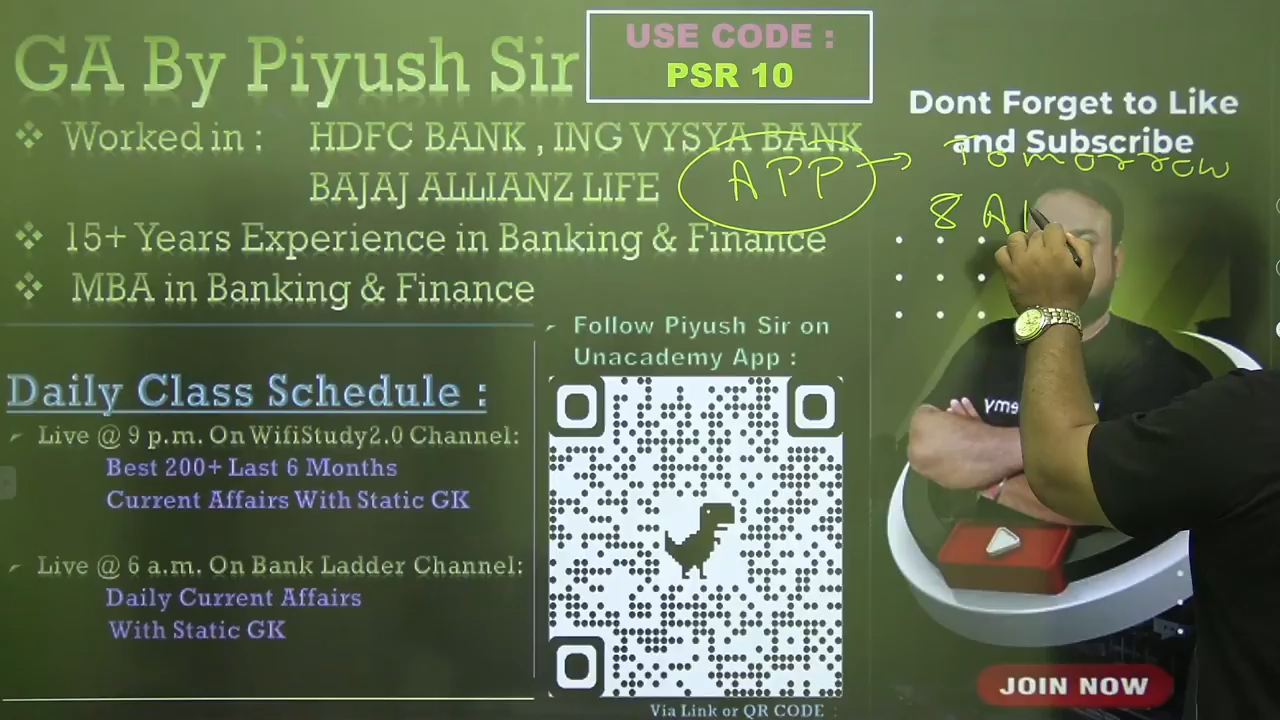 GA By Piyush Sir
USE CODE :
PSR 10
❖ Worked in : HDFC BANK , ING VYSYA BANK
BAJAJ ALLIANZ LIFE
❖ 15+ Years Experience in Banking & Finance
❖ MBA in Banking & Finance
APP → Tomorrow
8 A
Dont Forget to Like
and Subscribe
Daily Class Schedule :
Live @ 9 p.m. On WifiStudy2.0 Channel:
Best 200+ Last 6 Months
Current Affairs With Static GK
Live @ 6 a.m. On Bank Ladder Channel:
Daily Current Affairs
With Static GK
Follow Piyush Sir on
Unacademy App :
Via Link or QR CODE
JOIN NOW